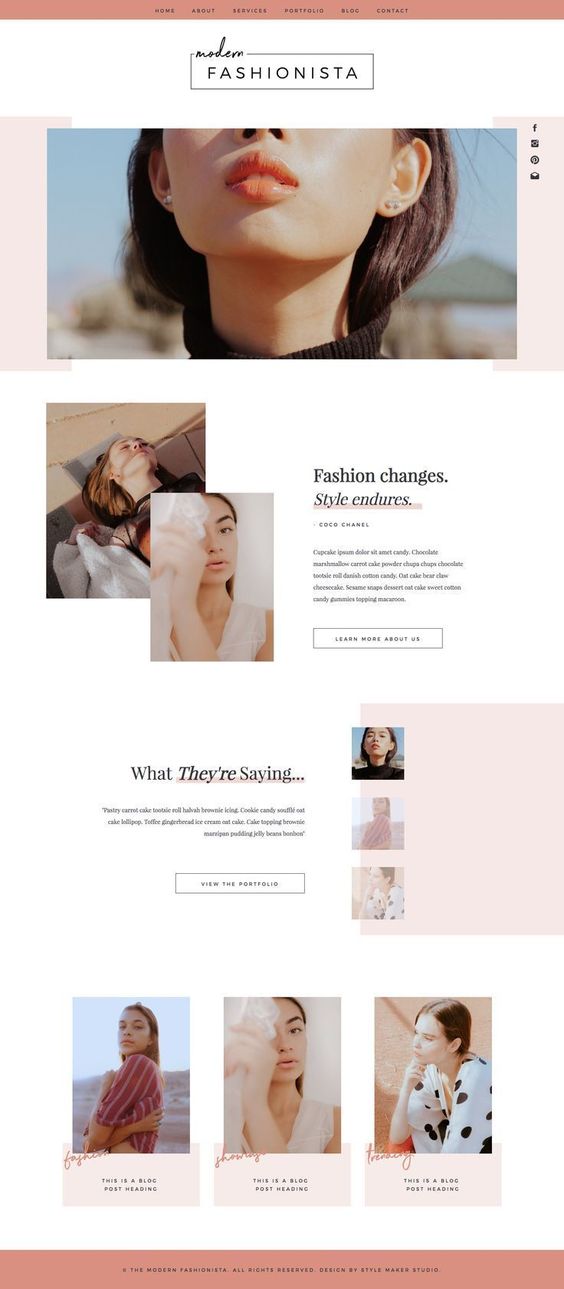 HOME ABOUT SERVICES PORTFOLIO BLOG CONTACT
modern
FASHIONISTA
Fashion changes.
Style endures.
- COCO CHANEL
Cupcake ipsum dolor sit amet candy. Chocolate
marshmallow carrot cake powder chupa chups chocolate
tootsie roll danish cotton candy. Oat cake bear claw
cheesecake. Sesame snaps dessert oat cake sweet cotton
candy gummies topping macaroon.
LEARN MORE ABOUT US
What They're Saying...
"Pastry carrot cake tootsie roll halvah brownie icing. Cookie candy soufflé oat
cake lollipop. Toffee gingerbread ice cream oat cake. Cake topping brownie
marzipan pudding jelly beans bonbon"
VIEW THE PORTFOLIO
fashion
THIS IS A BLOG
POST HEADING
THIS IS A BLOG
POST HEADING
trending
THIS IS A BLOG
POST HEADING
© THE MODERN FASHIONISTA. ALL RIGHTS RESERVED. DESIGN BY STYLE MAKER STUDIO.